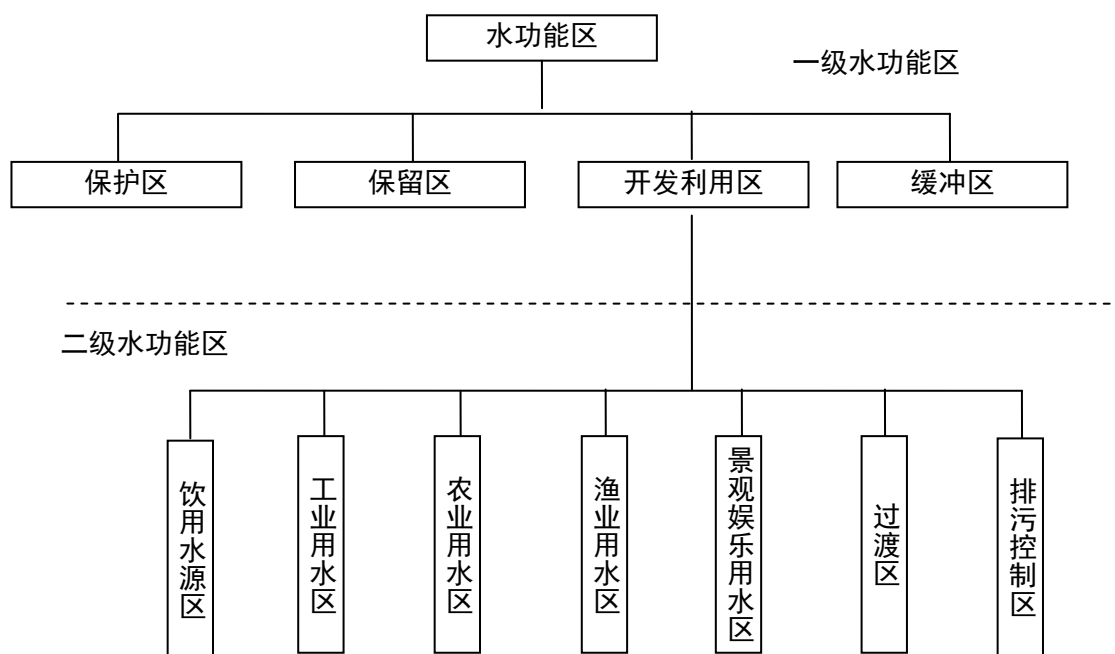 水功能区
一级水功能区
保护区
保留区
开发利用区
缓冲区
二级水功能区
饮用水源区
工业用水区
农业用水区
渔业用水区
景观娱乐用水区
过渡区
排污控制区